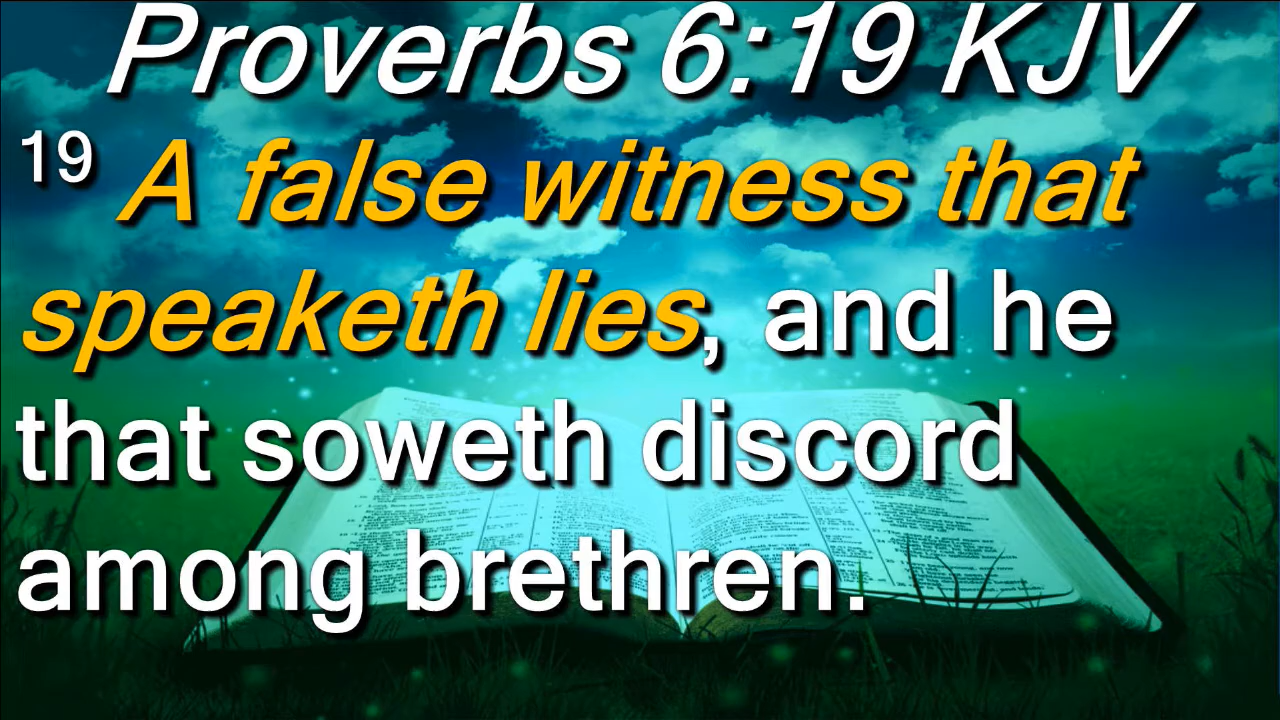 Proverbs 6:19 KJV
19 A false witness that
speaketh lies, and he
that soweth discord
among brethren.